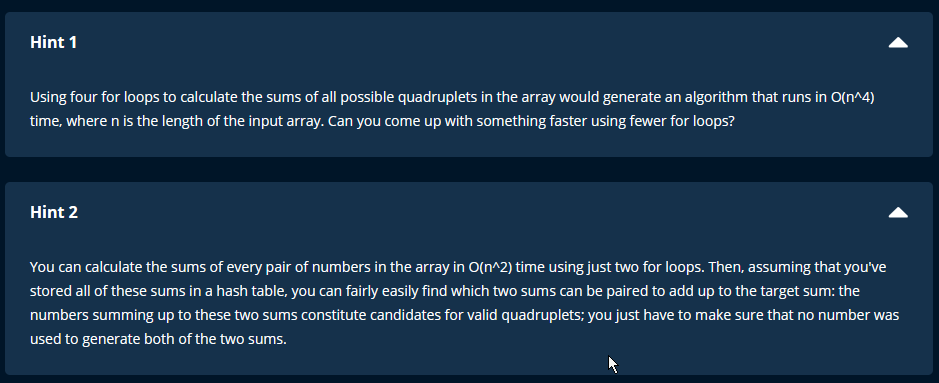 Hint 1
Using four for loops to calculate the sums of all possible quadruplets in the array would generate an algorithm that runs in O(n^4)
time, where n is the length of the input array. Can you come up with something faster using fewer for loops?
Hint 2
You can calculate the sums of every pair of numbers in the array in O(n^2) time using just two for loops. Then, assuming that you've
stored all of these sums in a hash table, you can fairly easily find which two sums can be paired to add up to the target sum: the
numbers summing up to these two sums constitute candidates for valid quadruplets; you just have to make sure that no number was
used to generate both of the two sums.